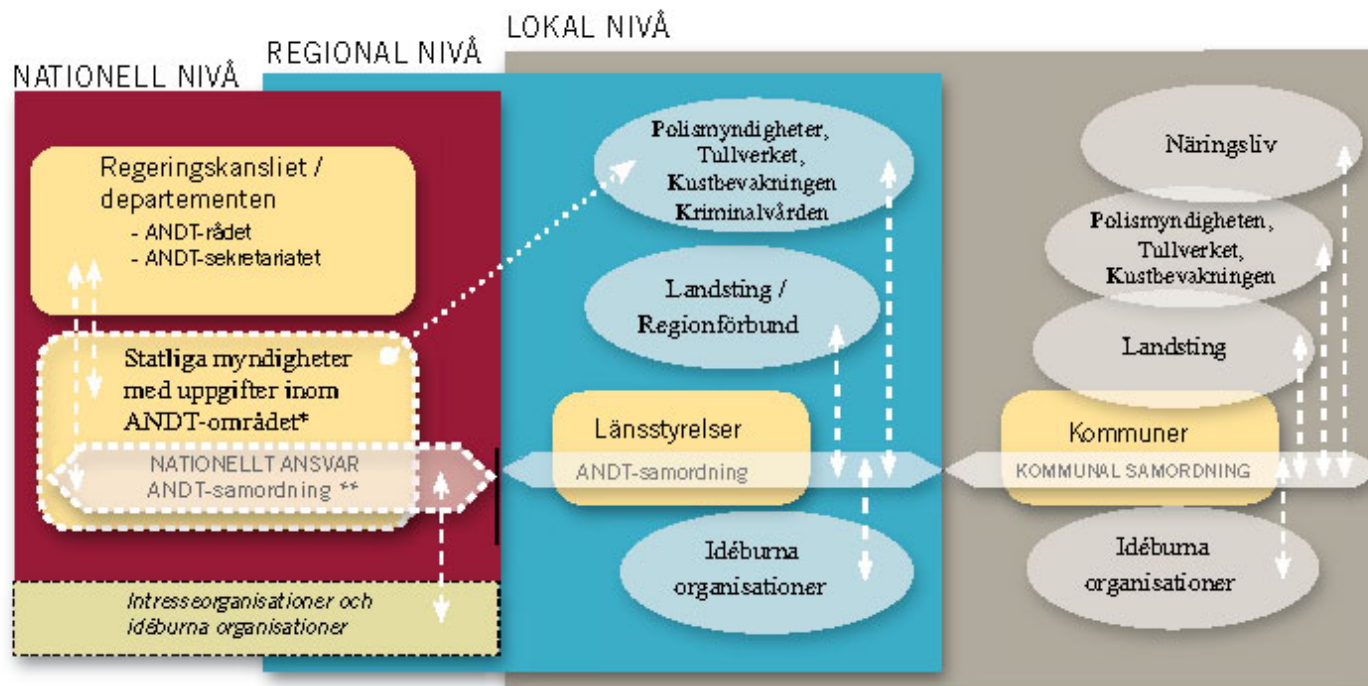 LOKAL NIVÅ
REGIONAL NIVÅ
NATIONELL NIVÅ
Regeringskansliet /
departementen
- ANDT-rådet
- ANDT-sekretariatet
Statliga myndigheter
med uppgifter inom
ANDT-området*
NATIONELLT ANSVAR
ANDT-samordning **
Intresseorganisationer och
idéburna organisationer
Polismyndigheter,
Tullverket,
Kustbevakningen
Kriminalvården
Landsting /
Regionförbund
Länsstyrelser
ANDT-samordning
Idéburna
organisationer
Näringsliv
Polismyndigheten,
Tullverket,
Kustbevakningen
Landsting
Kommuner
KOMMUNAL SAMORDNING
Idéburna
organisationer